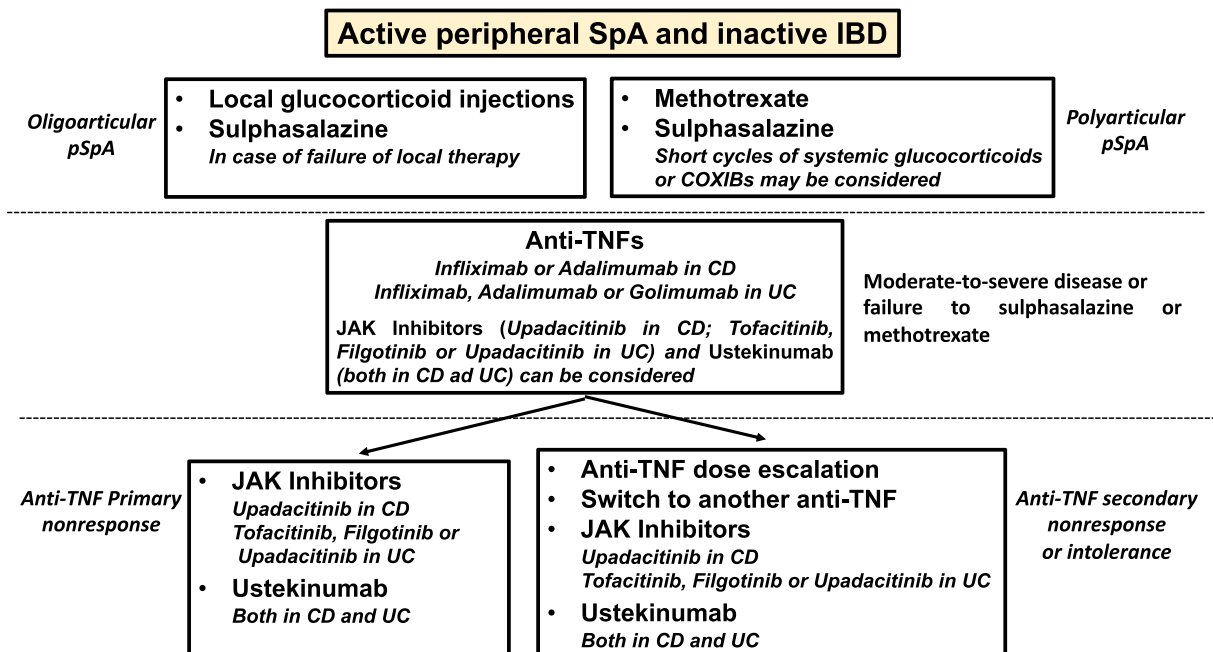 Active peripheral SpA and inactive IBD
Oligoarticular
pSpA
• Local glucocorticoid injections
• Sulphasalazine
In case of failure of local therapy
• Methotrexate
• Sulphasalazine
Short cycles of systemic glucocorticoids
or COXIBs may be considered
Polyarticular
pSpA
Anti-TNFs
Infliximab or Adalimumab in CD
Infliximab, Adalimumab or Golimumab in UC
JAK Inhibitors (Upadacitinib in CD; Tofacitinib,
Filgotinib or Upadacitinib in UC) and Ustekinumab
(both in CD ad UC) can be considered
Moderate-to-severe disease or
failure to sulphasalazine or
methotrexate
Anti-TNF Primary
nonresponse
• JAK Inhibitors
Upadacitinib in CD
Tofacitinib, Filgotinib or
Upadacitinib in UC
• Ustekinumab
Both in CD and UC
• Anti-TNF dose escalation
• Switch to another anti-TNF
• JAK Inhibitors
Upadacitinib in CD
Tofacitinib, Filgotinib or Upadacitinib in UC
• Ustekinumab
Both in CD and UC
Anti-TNF secondary
nonresponse
or intolerance